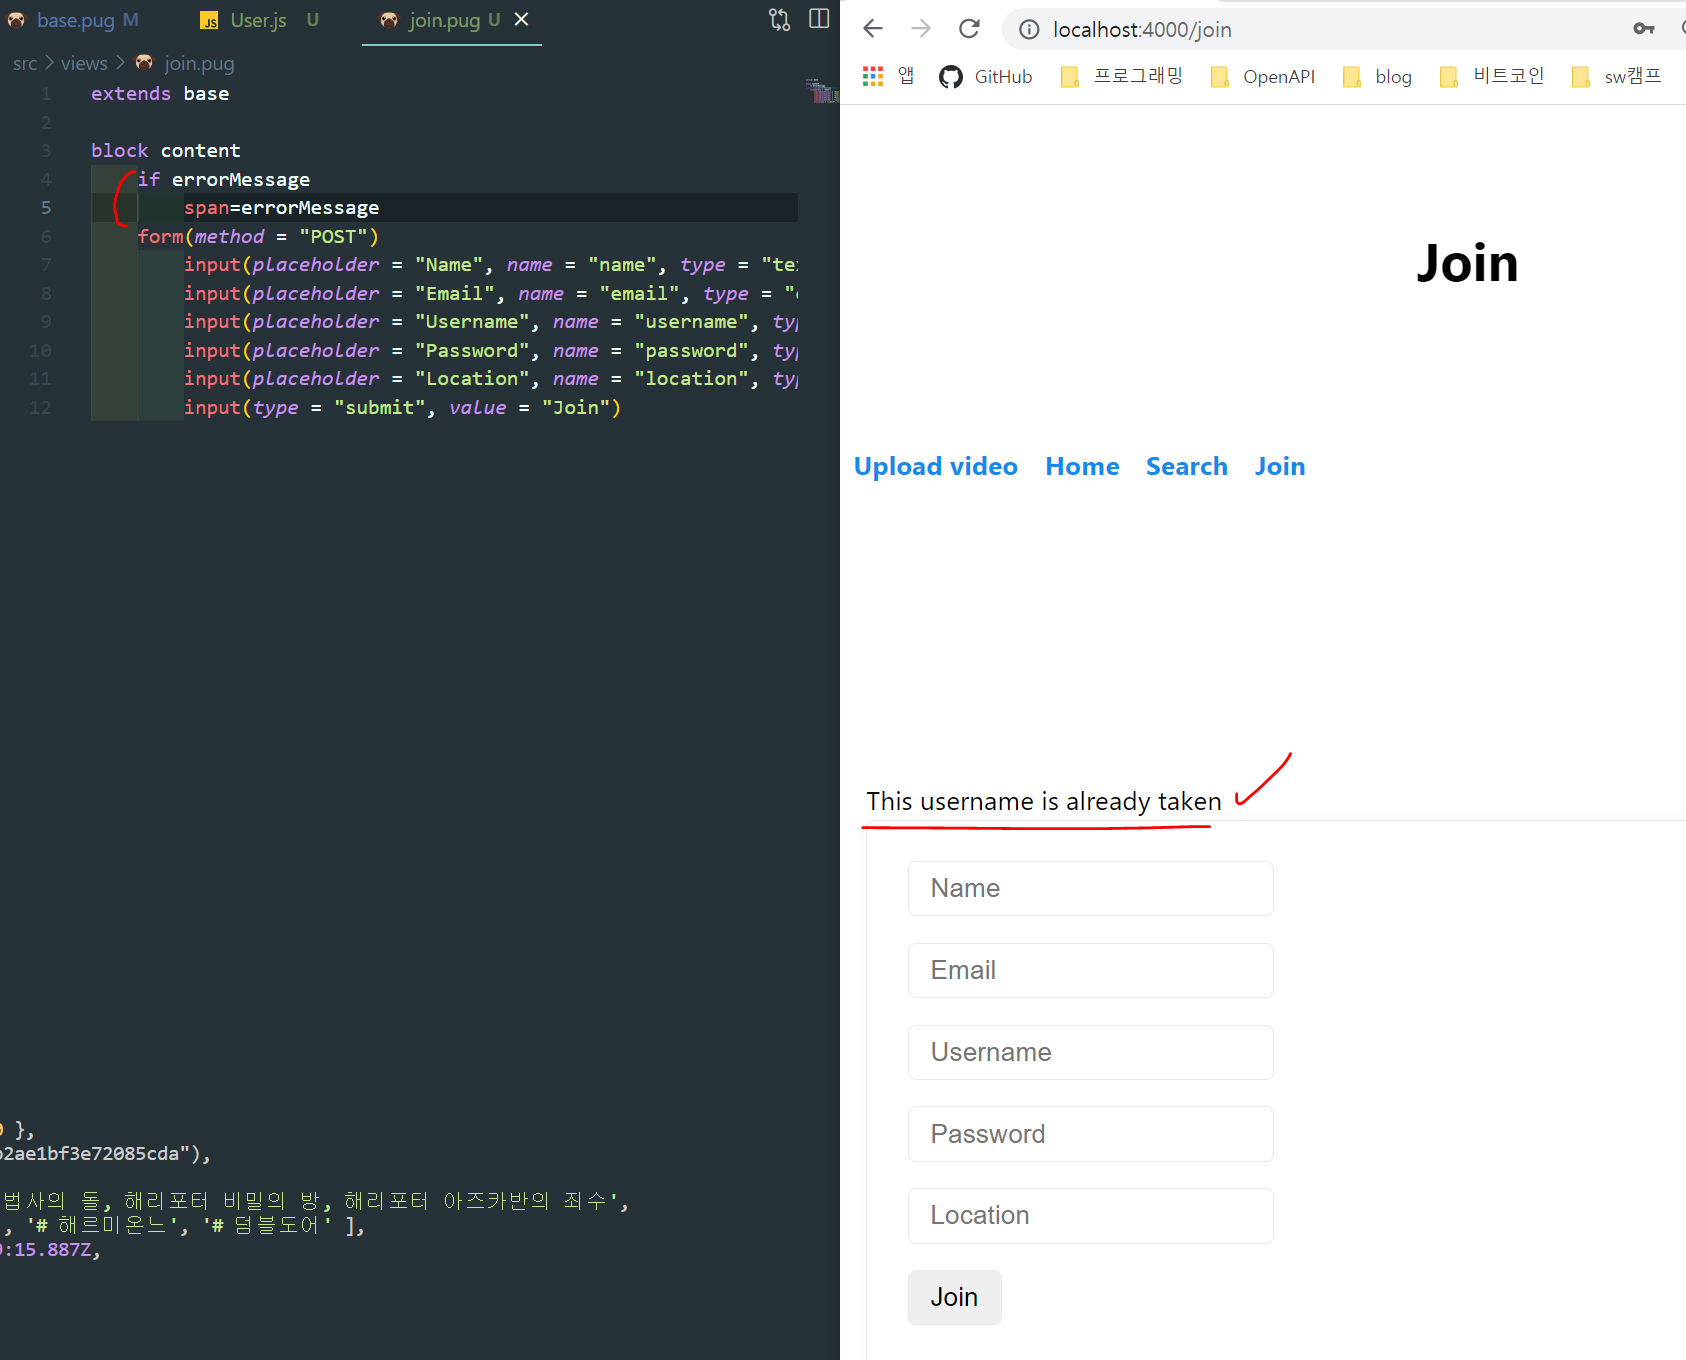 base.pug M
User.js U
join.pug U
src > views > join.pug
1 extends base
2
3 block content
4 if errorMessage
5 span=errorMessage
6 form(method = "POST")
7 input(placeholder = "Name", name = "name", type = "te
8 input(placeholder = "Email", name = "email", type = "
9 input(placeholder = "Username", name = "username", ty
10 input(placeholder = "Password", name = "password", ty
11 input(placeholder = "Location", name = "location", ty
12 input(type = "submit", value = "Join")
},
2ae1bf3e72085cda"),
법사의 돌, 해리포터 비밀의 방, 해리포터 아즈카반의 죄수',
, '# 해르미온느', '# 덤블도어' ],
:15.887Z,
localhost:4000/join
앱 GitHub 프로그래밍 OpenAPI blog 비트코인 sw캠프
Join
Upload video Home Search Join
This username is already taken
Name
Email
Username
Password
Location
Join